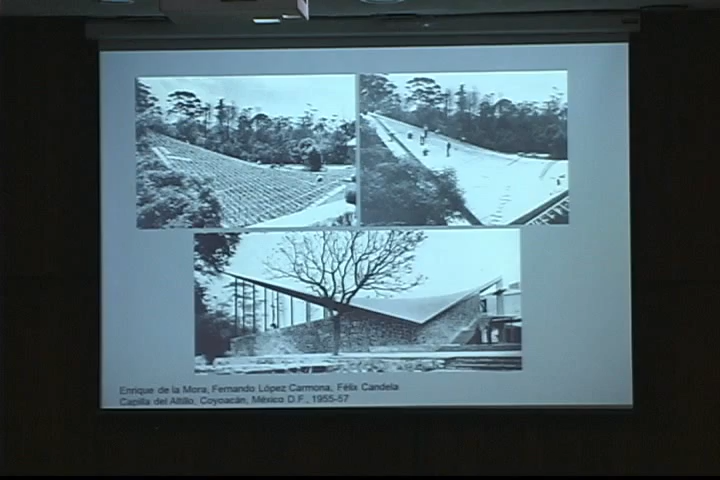 Enrique de la Mora, Fernando López Carmona, Félix Candela
Capilla del Altillo, Coyoacán, México D.F., 1955-57